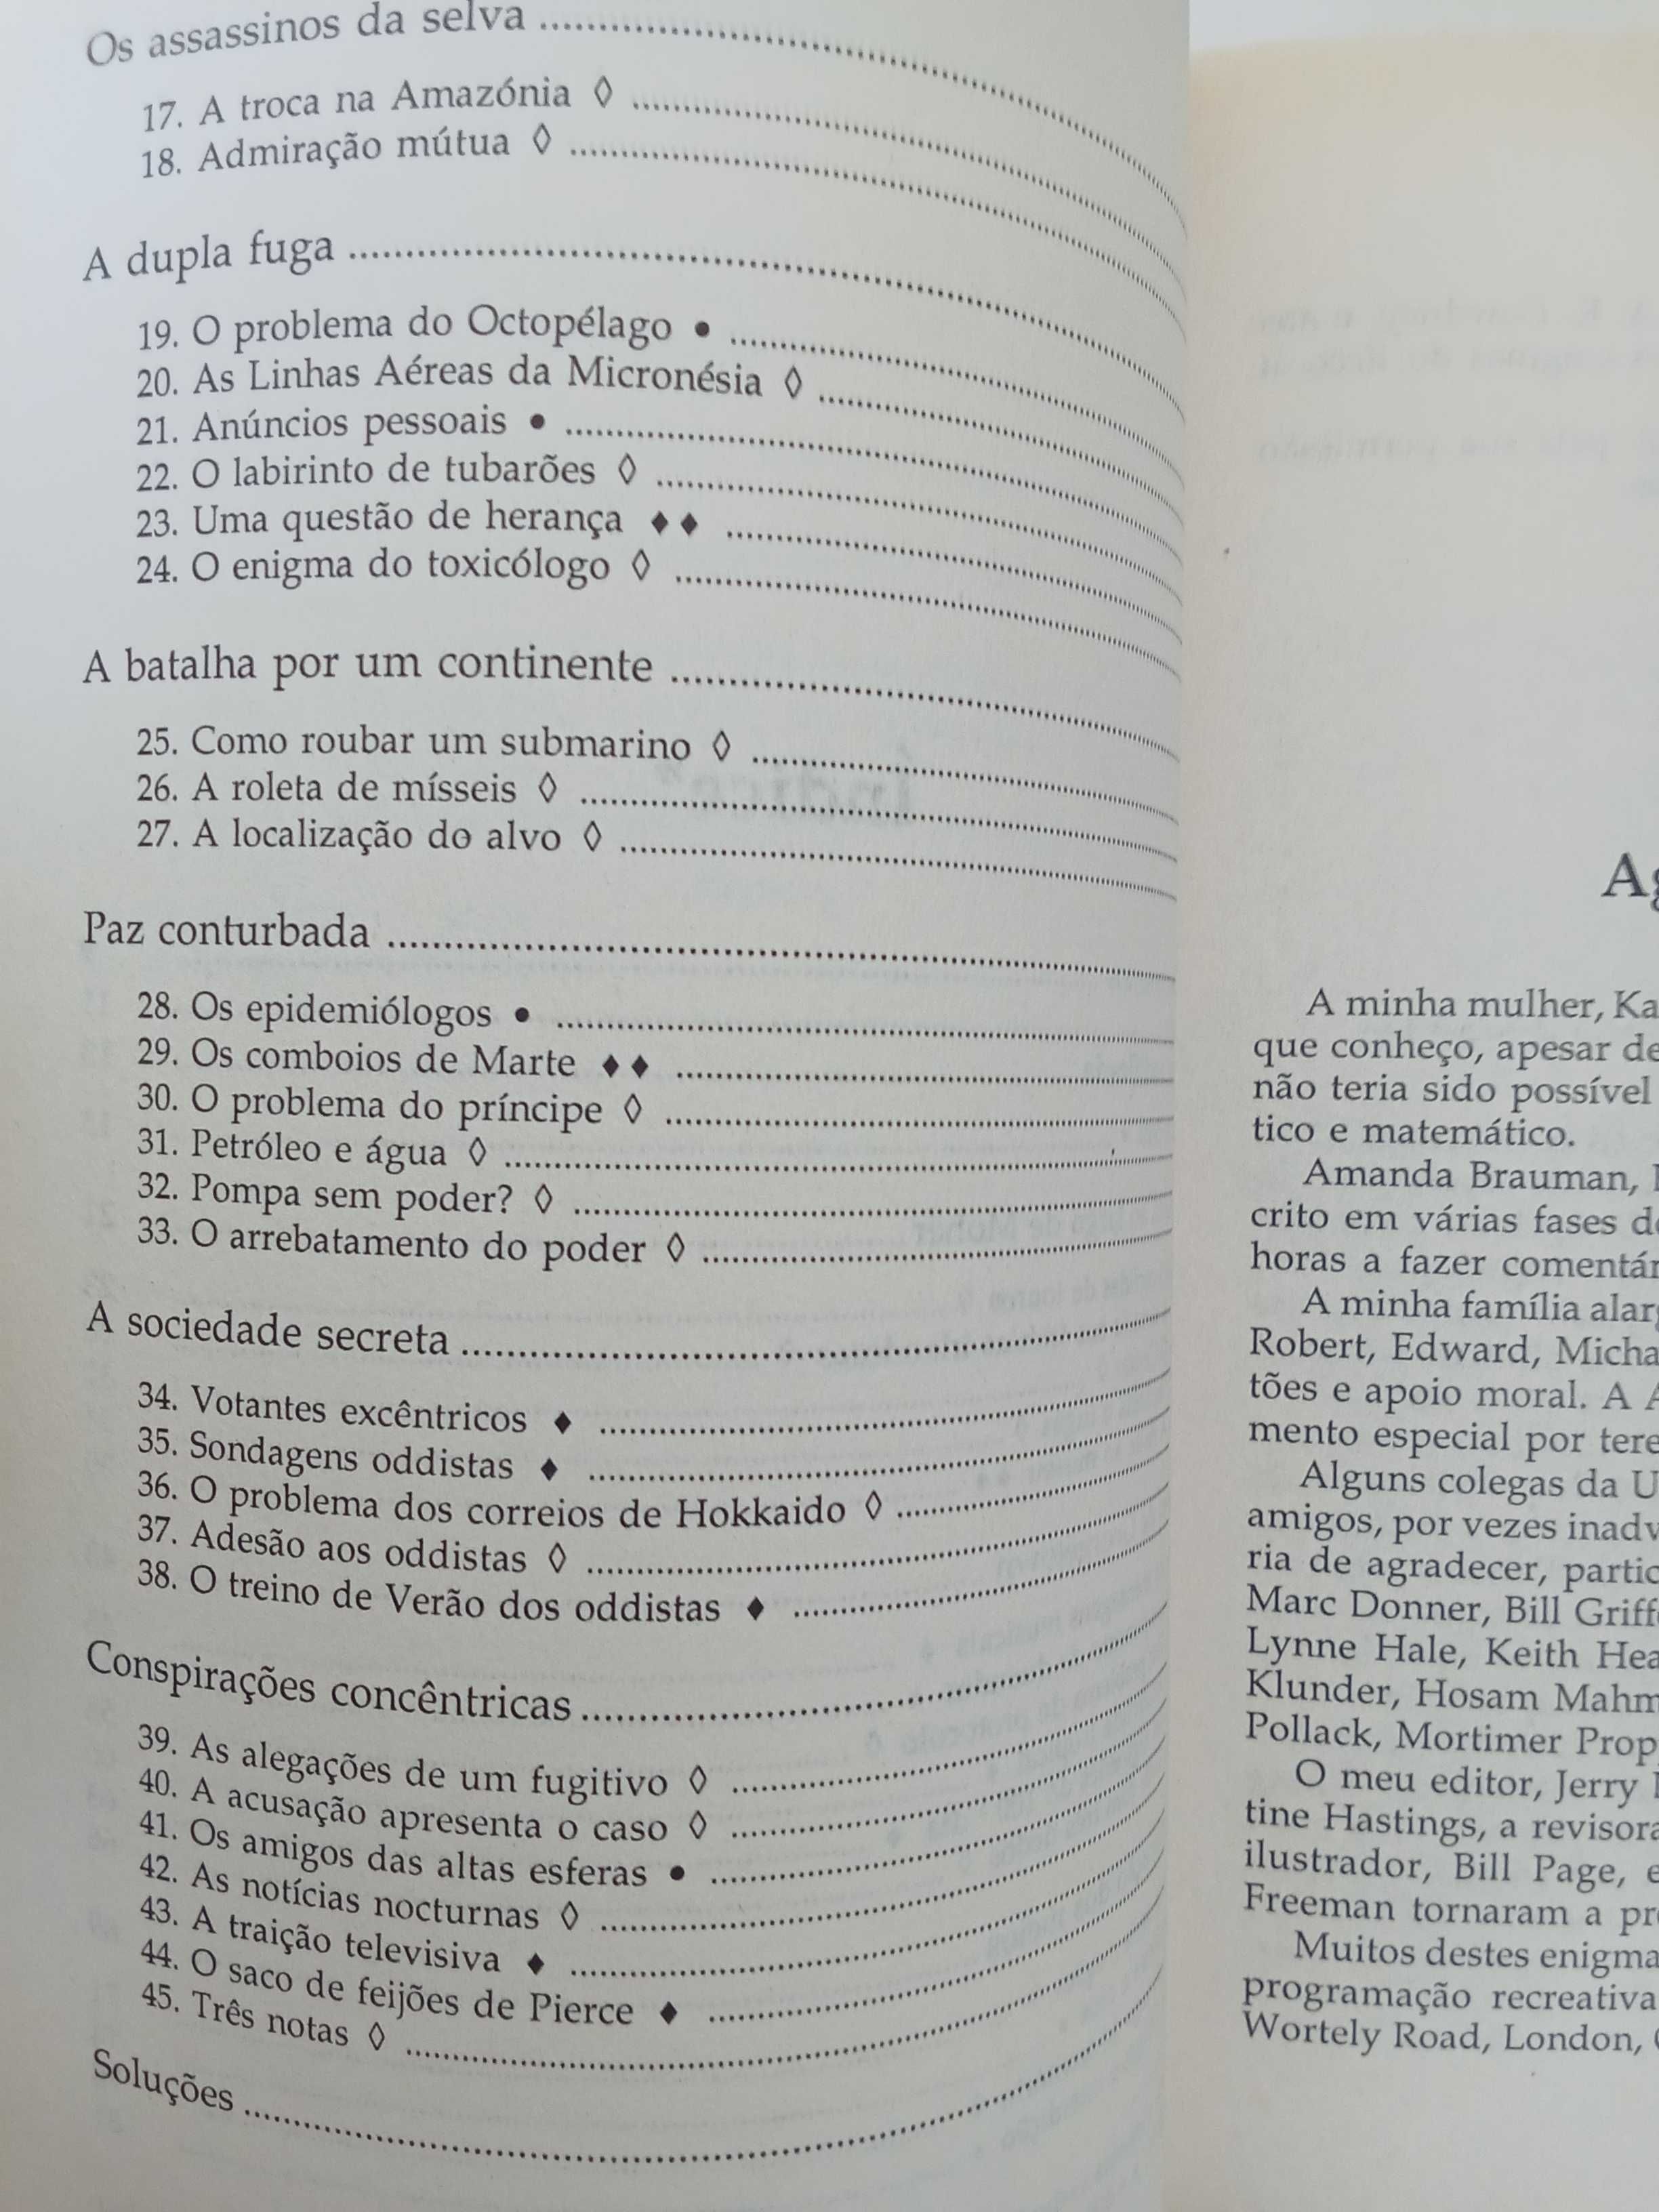 Os assassinos da selva ........................................
17. A troca na Amazónia ◊ ........................................
18. Admiração mútua ◊ ........................................
A dupla fuga ........................................
19. O problema do Octopélago • ........................................
20. As Linhas Aéreas da Micronésia ◊ ........................................
21. Anúncios pessoais • ........................................
22. O labirinto de tubarões ◊ ........................................
23. Uma questão de herança ♦ ♦ ........................................
24. O enigma do toxicólogo ◊ ........................................
A batalha por um continente ........................................
25. Como roubar um submarino ◊ ........................................
26. A roleta de mísseis ◊ ........................................
27. A localização do alvo ◊ ........................................
Paz conturbada ........................................
28. Os epidemiólogos • ........................................
29. Os comboios de Marte ♦ ♦ ........................................
30. O problema do príncipe ◊ ........................................
31. Petróleo e água ◊ ........................................
32. Pompa sem poder? ◊ ........................................
33. O arrebatamento do poder ◊ ........................................
A sociedade secreta ........................................
34. Votantes excêntricos ♦ ........................................
35. Sondagens oddistas ♦ ........................................
36. O problema dos correios de Hokkaido ◊ ........................................
37. Adesão aos oddistas ◊ ........................................
38. O treino de Verão dos oddistas ♦ ........................................
Conspirações concêntricas ........................................
39. As alegações de um fugitivo ◊ ........................................
40. A acusação apresenta o caso ◊ ........................................
41. Os amigos das altas esferas • ........................................
42. As notícias nocturnas ◊ ........................................
43. A traição televisiva ♦ ........................................
44. O saco de feijões de Pierce ♦ ........................................
45. Três notas ◊ ........................................
Soluções ........................................
Ag
A minha mulher, Ka
que conheço, apesar de
não teria sido possível
tico e matemático.
Amanda Brauman,
crito em várias fases de
horas a fazer comentár
A minha família alarg
Robert, Edward, Micha
tões e apoio moral. A A
mento especial por tere
Alguns colegas da U
amigos, por vezes inadv
ria de agradecer, partic
Marc Donner, Bill Griff
Lynne Hale, Keith Hea
Klunder, Hosam Mahm
Pollack, Mortimer Prop
O meu editor, Jerry
tine Hastings, a revisora
ilustrador, Bill Page, e
Freeman tornaram a pr
Muitos destes enigma
programação recreativa
Wortely Road, London,